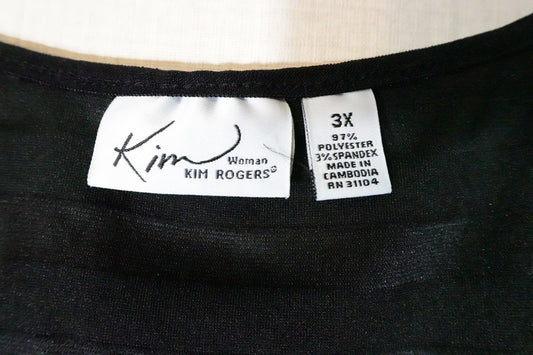 Kim
Woman
KIM ROGERS®
3X
97%
POLYESTER
3% SPANDEX
MADE IN
CAMBODIA
RN 31104